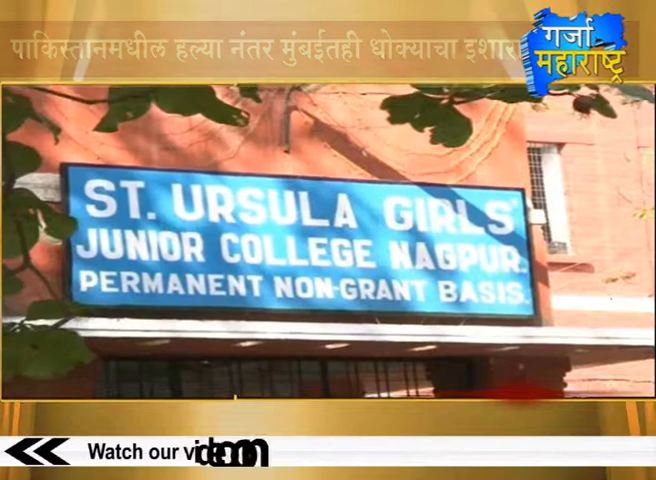 पाकिस्तानमधील हल्या नंतर मुंबईतही धोक्याचा इशारा
गर्जा
महाराष्ट्र
ST. URSULA GIRLS'
JUNIOR COLLEGE NAGPUR.
PERMANENT NON-GRANT BASIS.
Watch our